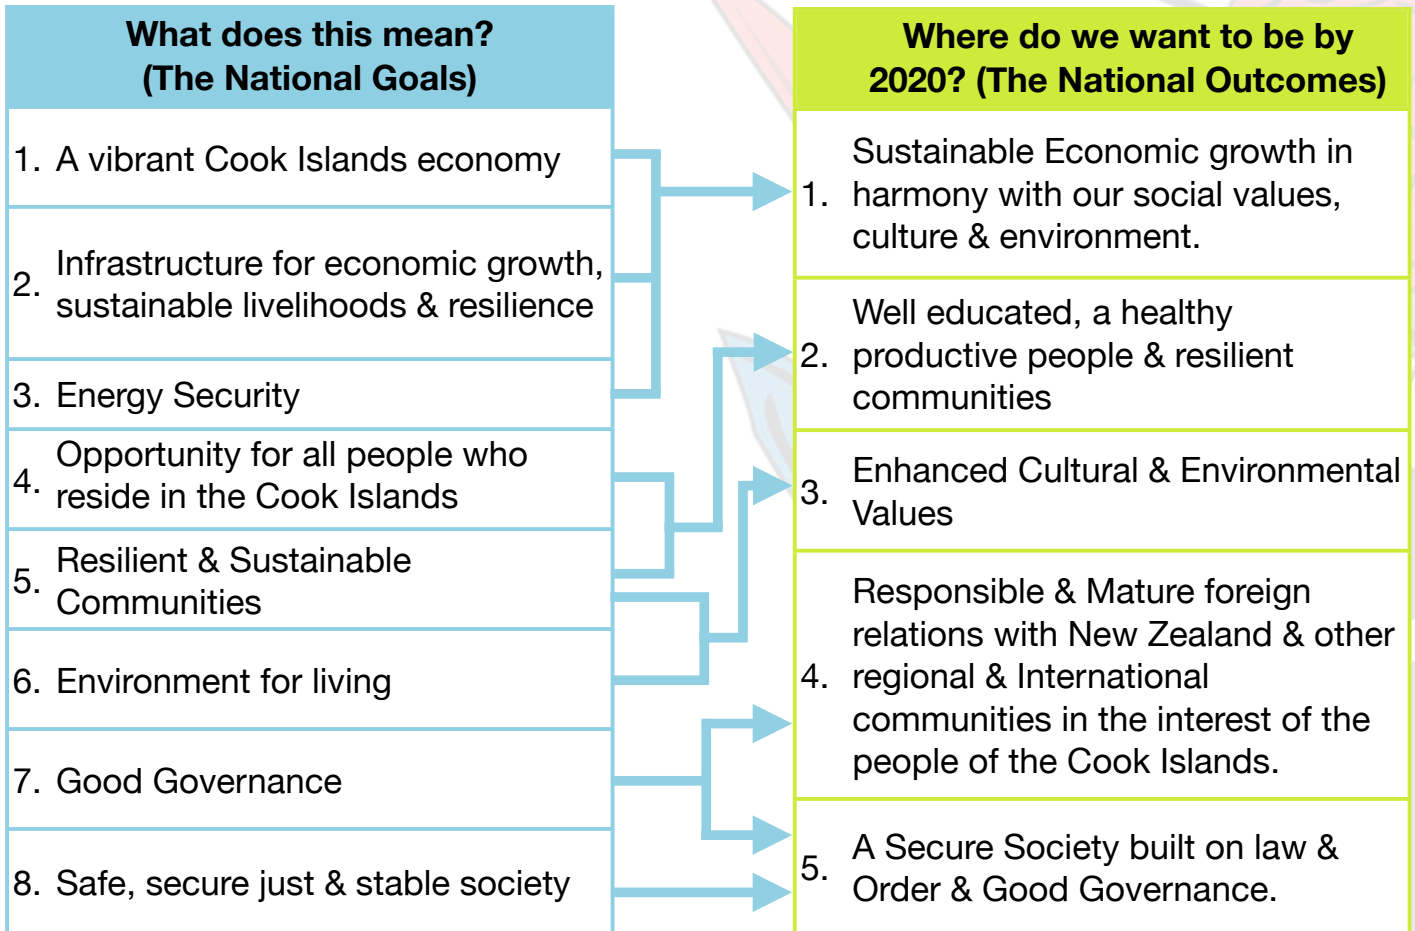 What does this mean?
(The National Goals)
1. A vibrant Cook Islands economy
2. Infrastructure for economic growth,
sustainable livelihoods & resilience
3. Energy Security
4. Opportunity for all people who
reside in the Cook Islands
5. Resilient & Sustainable
Communities
6. Environment for living
7. Good Governance
8. Safe, secure just & stable society
Where do we want to be by
2020? (The National Outcomes)
1. Sustainable Economic growth in
harmony with our social values,
culture & environment.
2. Well educated, a healthy
productive people & resilient
communities
3. Enhanced Cultural & Environmental
Values
4. Responsible & Mature foreign
relations with New Zealand & other
regional & International
communities in the interest of the
people of the Cook Islands.
5. A Secure Society built on law &
Order & Good Governance.